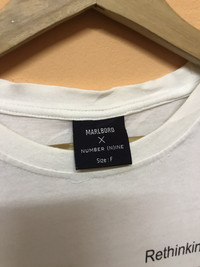 MARLBORO
X
NUMBER (N)INE
Size : F
Rethinkin